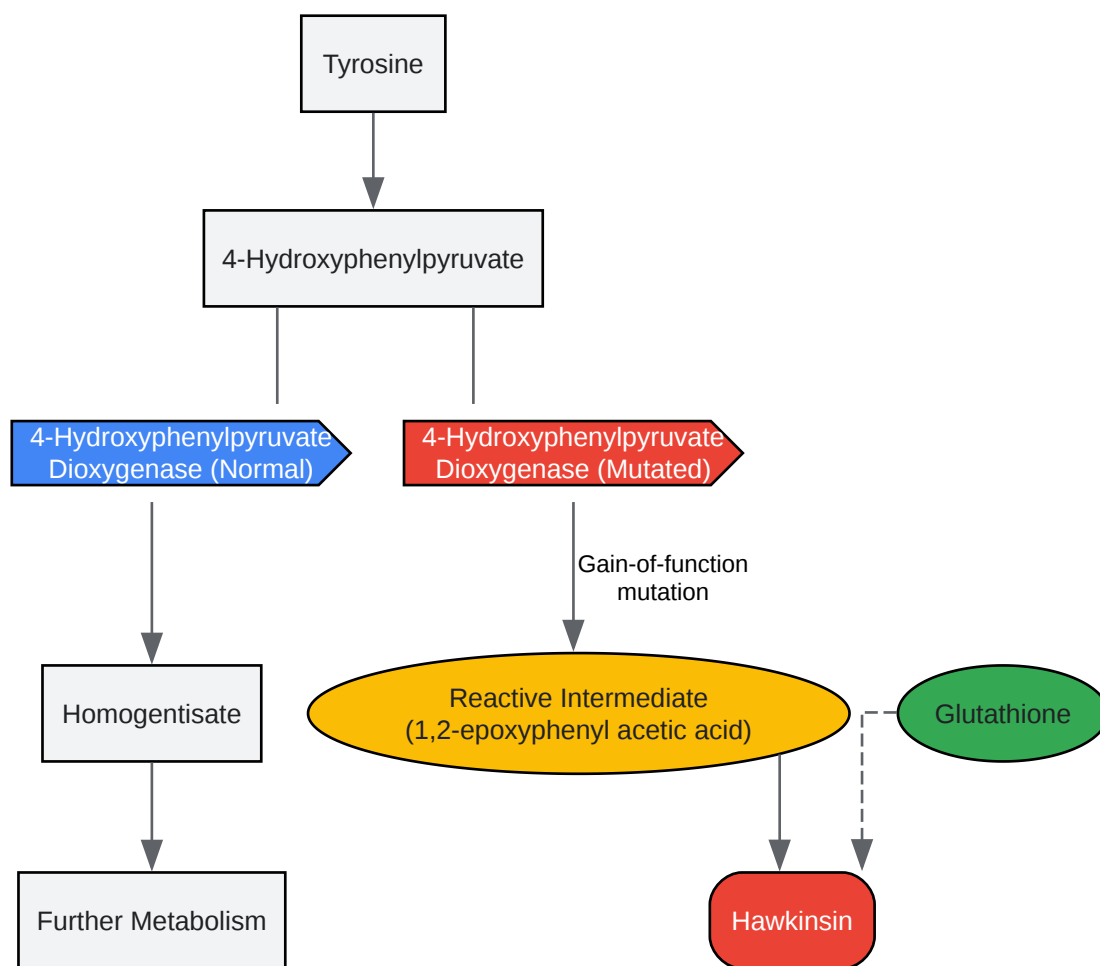 Tyrosine
4-Hydroxyphenylpyruvate
4-Hydroxyphenylpyruvate
Dioxygenase (Normal)
4-Hydroxyphenylpyruvate
Dioxygenase (Mutated)
Gain-of-function
mutation
Homogentisate
Reactive Intermediate
(1,2-epoxyphenyl acetic acid)
Glutathione
Further Metabolism
Hawkinsin